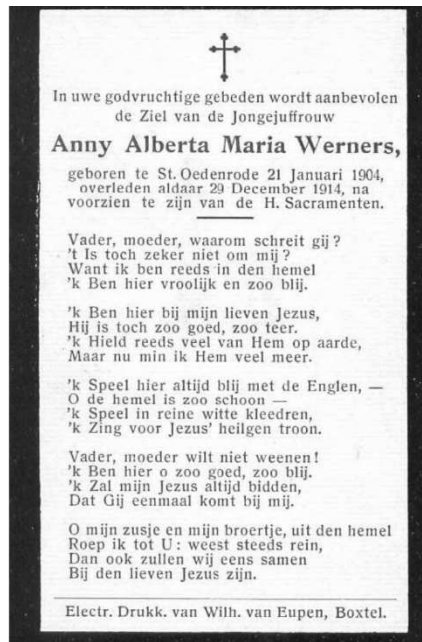 In uwe godvruchtige gebeden wordt aanbevolen
de Ziel van de Jongejuffrouw
Anny Alberta Maria Werners,
geboren te St. Oedenrode 21 Januari 1904,
overleden aldaar 29 December 1914, na
voorzien te zijn van de H. Sacramenten.
Vader, moeder, waarom schreit gij?
't Is toch zeker niet om mij?
Want ik ben reeds in den hemel
'k Ben hier vroolijk en zoo blij.
'k Ben hier bij mijn lieven Jezus,
Hij is toch zoo goed, zoo teer.
'k Hield reeds veel van Hem op aarde,
Maar nu min ik Hem veel meer.
'k Speel hier altijd blij met de Englen, —
O de hemel is zoo schoon —
'k Speel in reine witte kleedren,
'k Zing voor Jezus' heilgen troon.
Vader, moeder wilt niet weenen!
'k Ben hier o zoo goed, zoo blij.
'k Zal mijn Jezus altijd bidden,
Dat Gij eenmaal komt bij mij.
O mijn zusje en mijn broertje, uit den hemel
Roep ik tot U: weest steeds rein,
Dan ook zullen wij eens samen
Bij den lieven Jezus zijn.
Electr. Drukk. van Wilh. van Eupen, Boxtel.